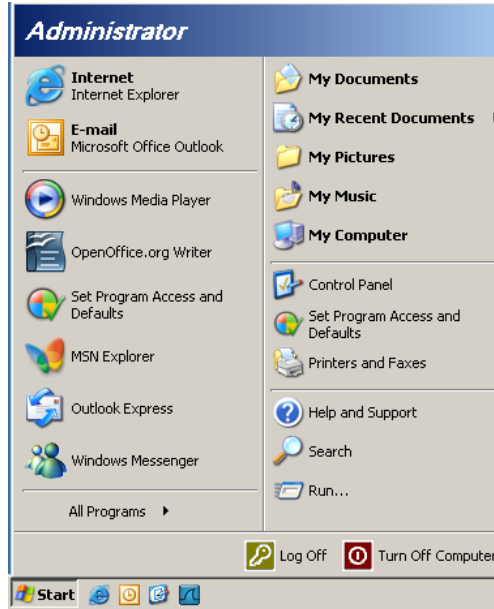 Administrator
Internet
Internet Explorer
E-mail
Microsoft Office Outlook
Windows Media Player
OpenOffice.org Writer
Set Program Access and
Defaults
MSN Explorer
Outlook Express
Windows Messenger
All Programs
My Documents
My Recent Documents
My Pictures
My Music
My Computer
Control Panel
Set Program Access and
Defaults
Printers and Faxes
Help and Support
Search
Run...
Log Off
Turn Off Computer
Start